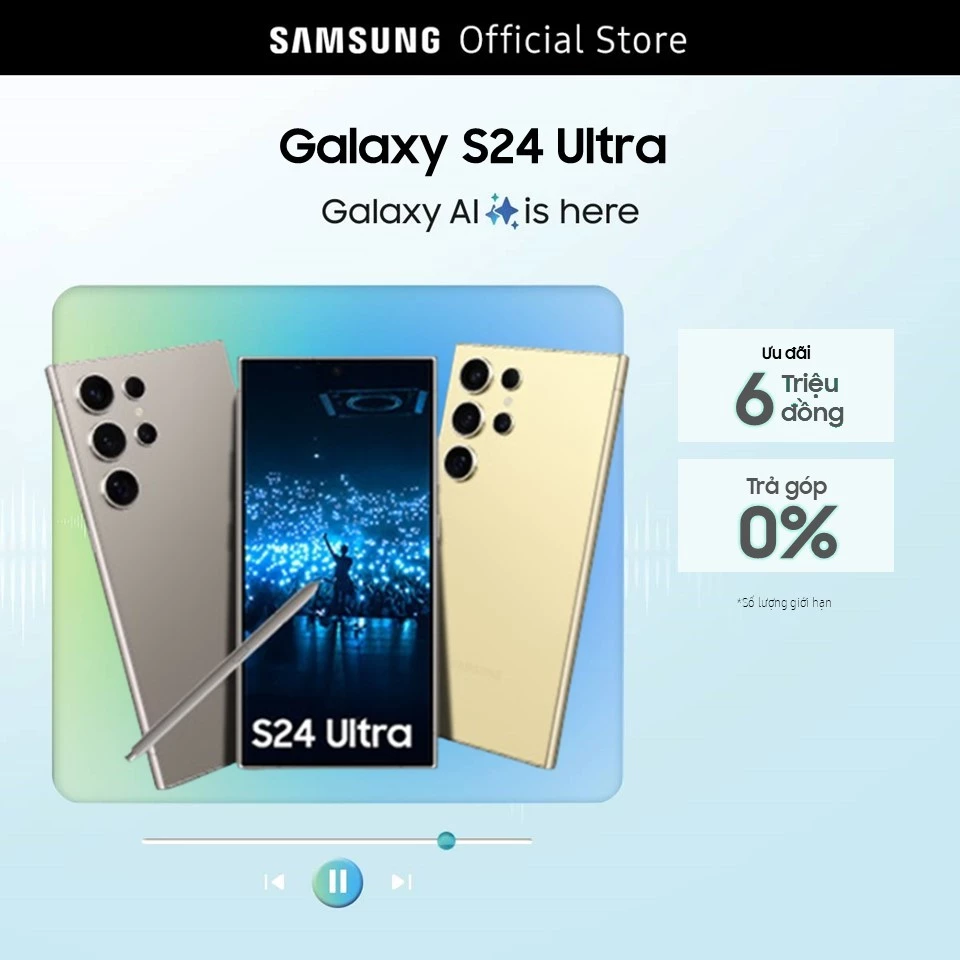 SAMSUNG Official Store
Galaxy S24 Ultra
Galaxy AI is here
S24 Ultra
Ưu đãi
6 Triệu
đồng
Trả góp
0%
*Số lượng giới hạn